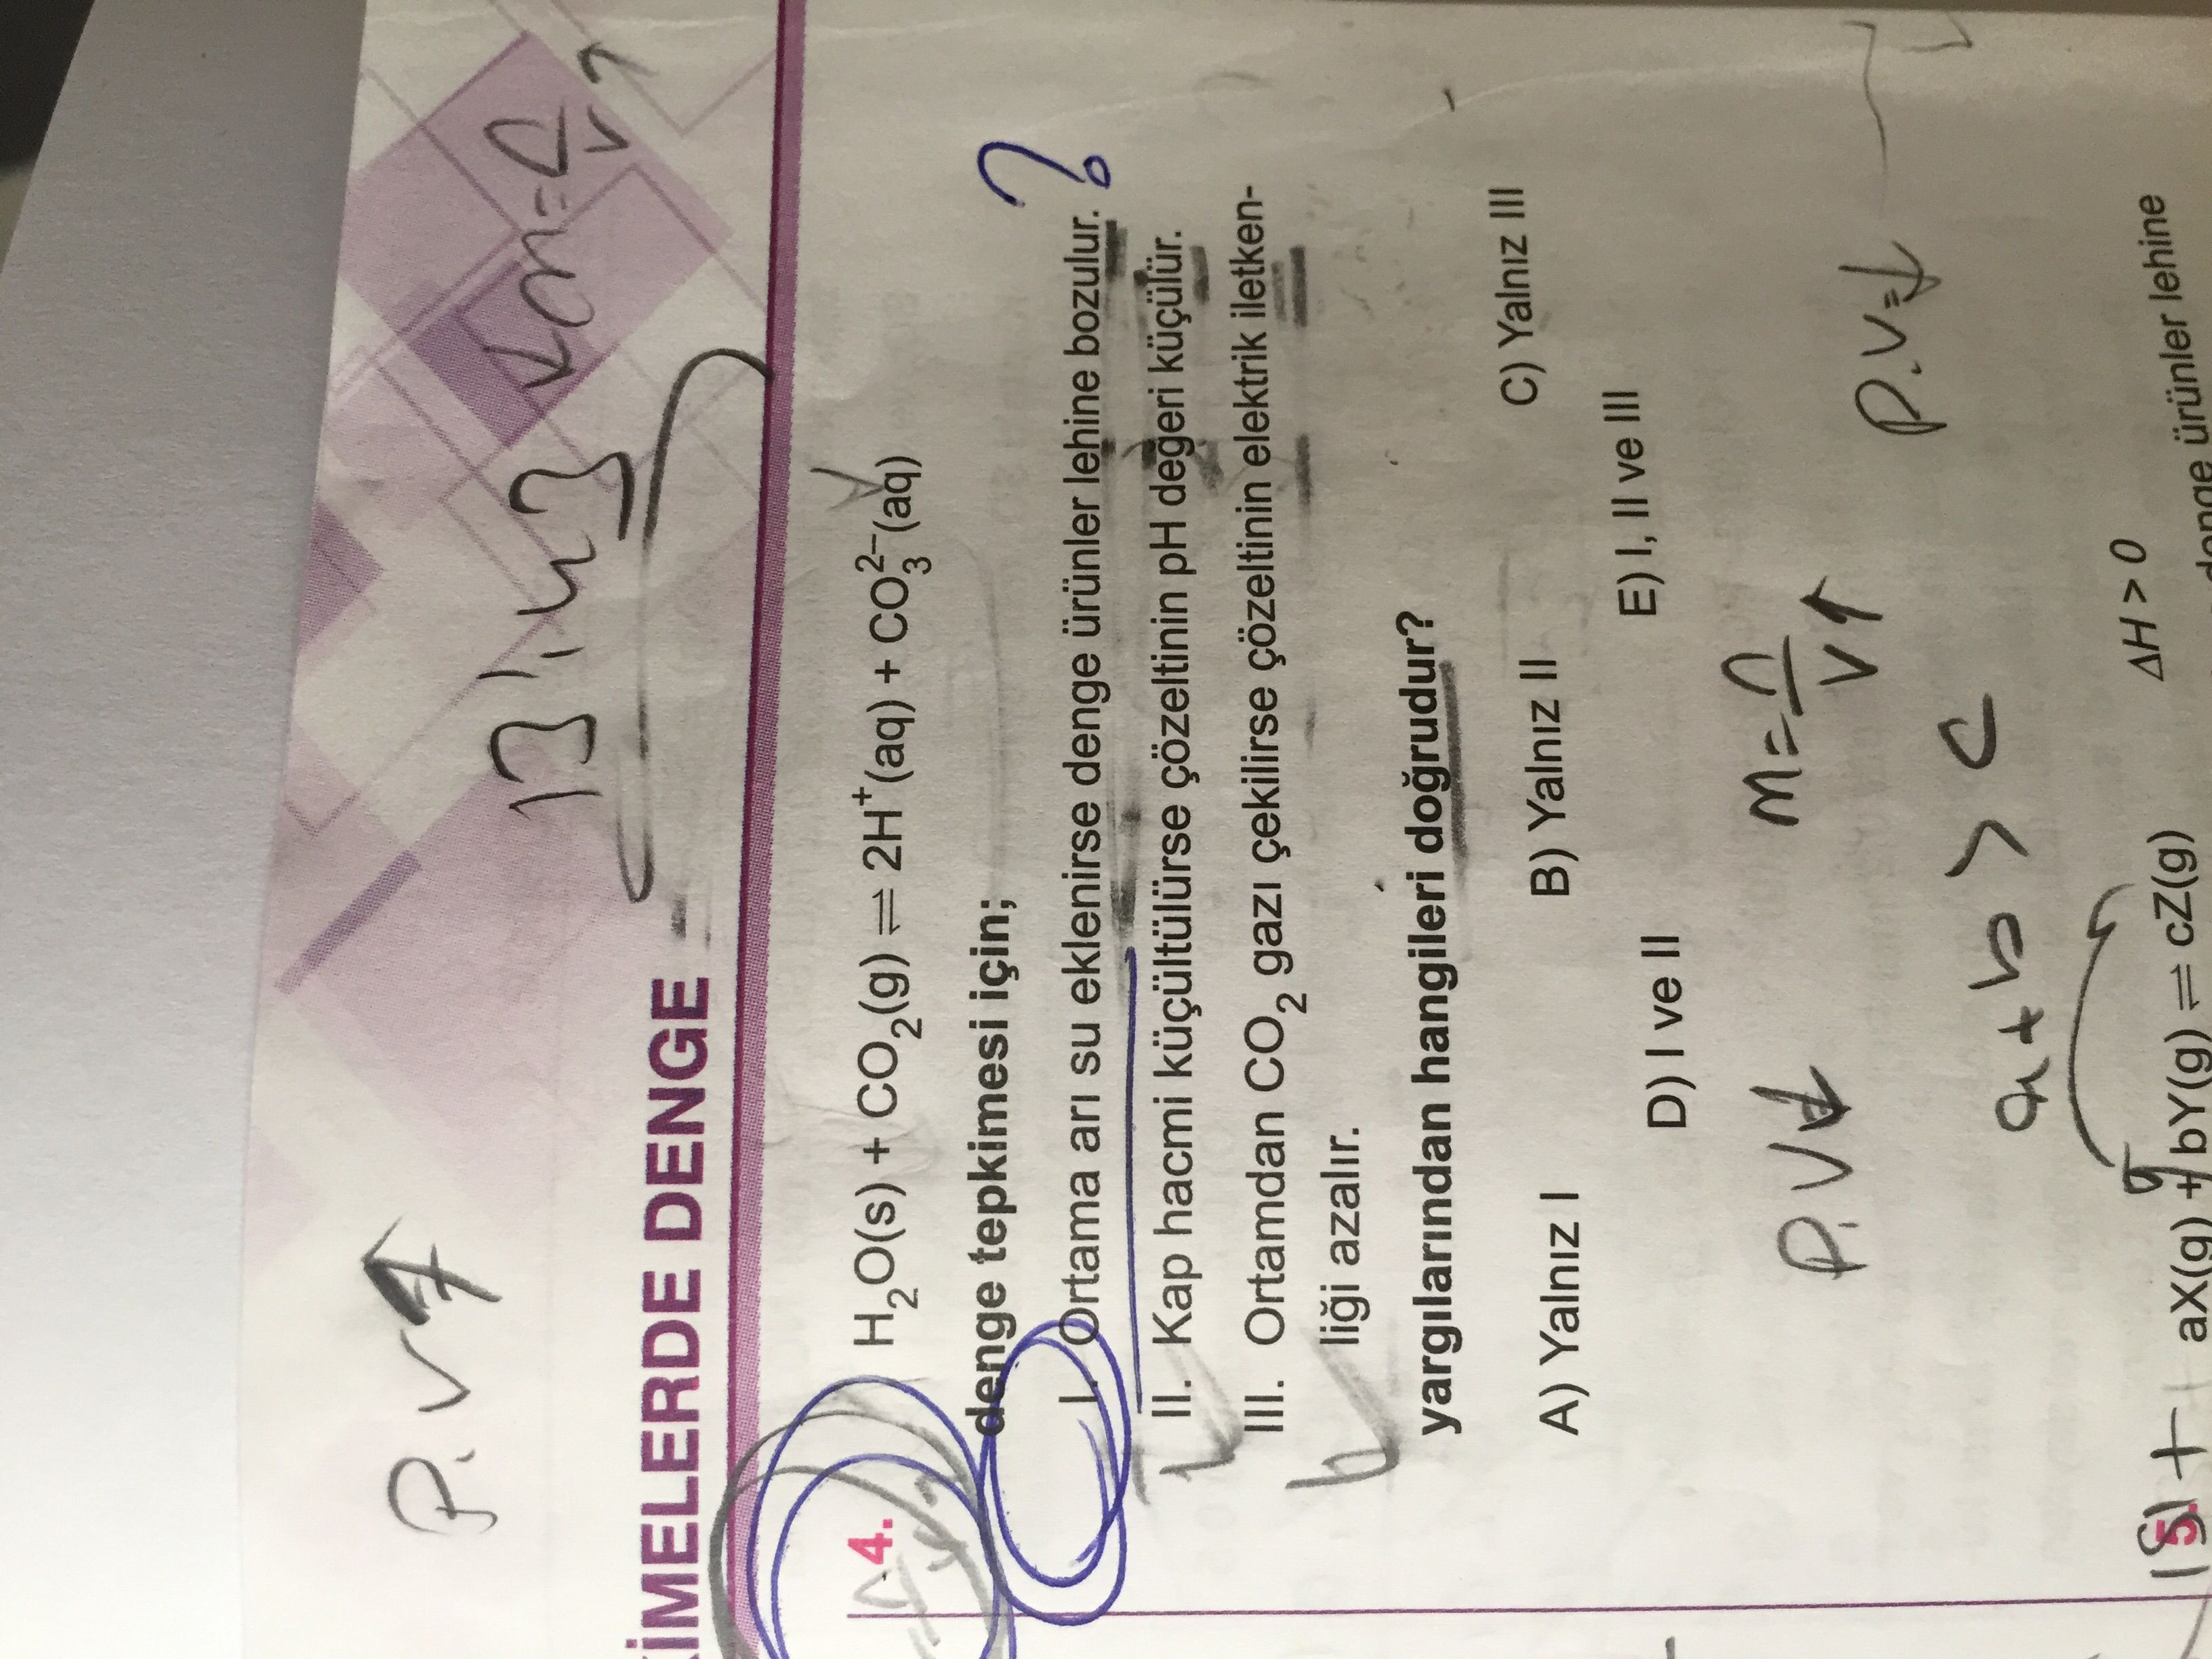 P.V↑
m=n/V↑
KİMELERDE DENGE
4. H₂O(s) + CO₂(g) ⇌ 2H⁺(aq) + CO₃²⁻(aq)
denge tepkimesi için;
I. Ortama arı su eklenirse denge ürünler lehine bozulur. ?
II. Kap hacmi küçültülürse çözeltinin pH değeri küçülür.
III. Ortamdan CO₂ gazı çekilirse çözeltinin elektrik iletken-
liği azalır.
yargılarından hangileri doğrudur?
A) Yalnız I B) Yalnız II C) Yalnız III
D) I ve II E) I, II ve III
P.V↓ m=n/V↑ P.V=↓
a+b > c
5. aX(g) + bY(g) ⇌ cZ(g) ΔH > 0
denge ürünler lehine